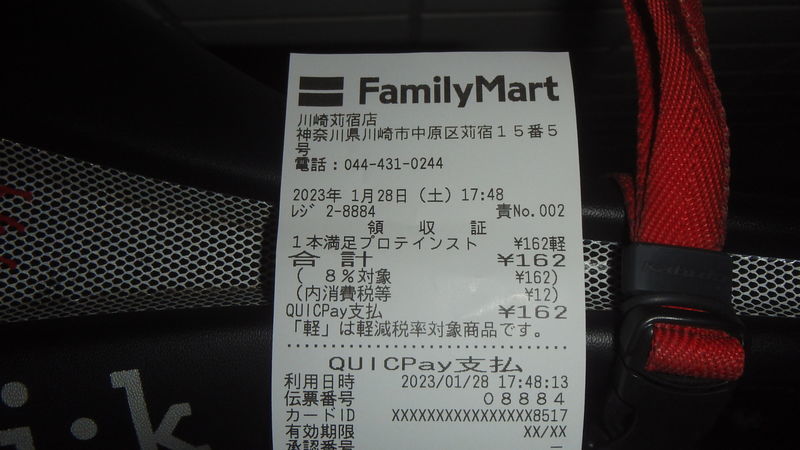 FamilyMart
川崎苅宿店
神奈川県川崎市中原区苅宿15番5
号
電話:044-431-0244
2023年 1月28日(土) 17:48
レジ 2-8884 責No.002
領 収 証
1本満足プロテインスト ¥162軽
合 計 ¥162
( 8%対象 ¥162)
(内消費税等 ¥12)
QUICPay支払 ¥162
「軽」は軽減税率対象商品です。
QUICPay支払
利用日時 2023/01/28 17:48:13
伝票番号 08884
カードID XXXXXXXXXXXXXXXX8517
有効期限 XX/XX
承認番号 -